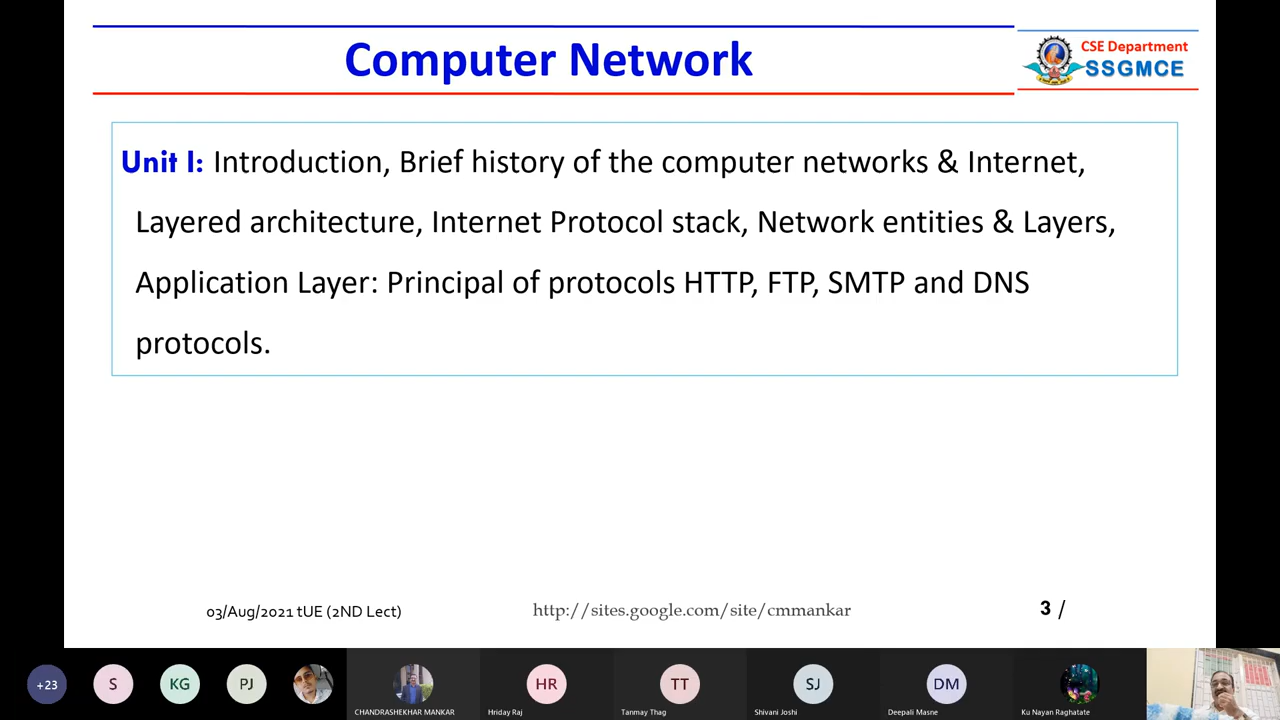 Computer Network
CSE Department
SSGMCE
Unit I: Introduction, Brief history of the computer networks & Internet,
Layered architecture, Internet Protocol stack, Network entities & Layers,
Application Layer: Principal of protocols HTTP, FTP, SMTP and DNS
protocols.
03/Aug/2021 tUE (2ND Lect)
http://sites.google.com/site/cmmankar
3 /
+23
S
KG
PJ
HR
TT
SJ
DM
CHANDRASHEKHAR MANKAR
Hriday Raj
Tanmay Thag
Shivani Joshi
Deepali Masne
Ku Nayan Raghatate